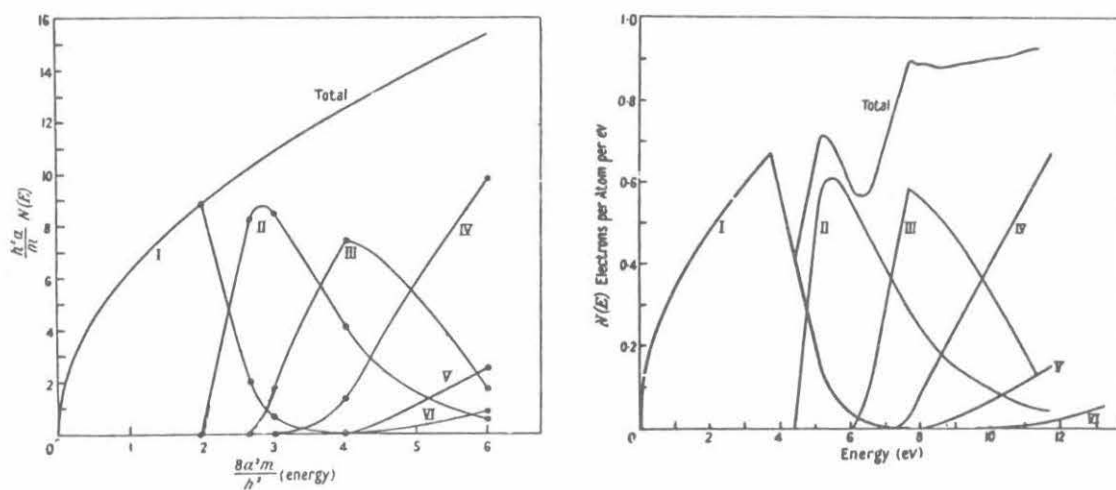 16
14
12
10
8
6
4
2
0
h²a/m N(E)
Total
I
II
III
IV
V
VI
0 1 2 3 4 5 6
8a²m/h² (energy)
1·0
0·8
0·6
0·4
0·2
0
N(E) Electrons per Atom per ev
Total
I
II
III
IV
V
VI
2 4 6 8 10 12
Energy (ev)